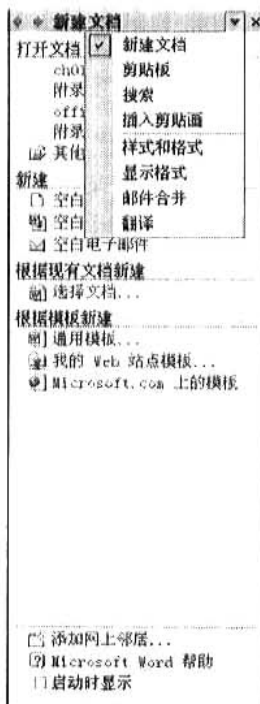 新建文档
打开文档
新建文档
剪贴板
搜索
插入剪贴画
样式和格式
显示格式
邮件合并
翻译
ch0
附录
offi
附录
其他
新建
空白
空白
空白电子邮件
根据现有文档新建
选择文档...
根据模板新建
通用模板...
我的 Web 站点模板...
Microsoft.com 上的模板
添加网上邻居...
Microsoft Word 帮助
启动时显示